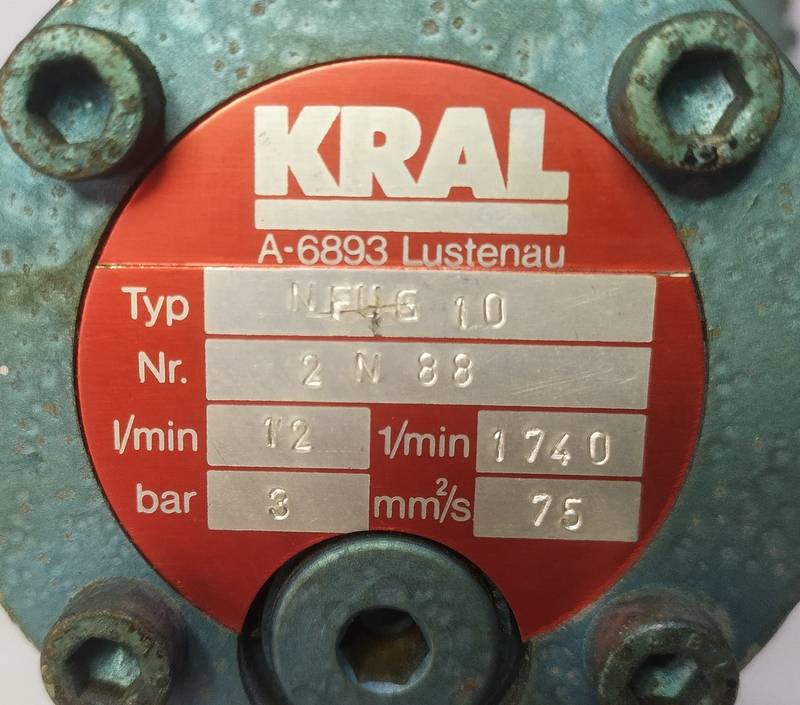 KRAL
A-6893 Lustenau
Typ 10
Nr. 2 N 88
l/min 12 1/min 1740
bar 3 mm²/s 75